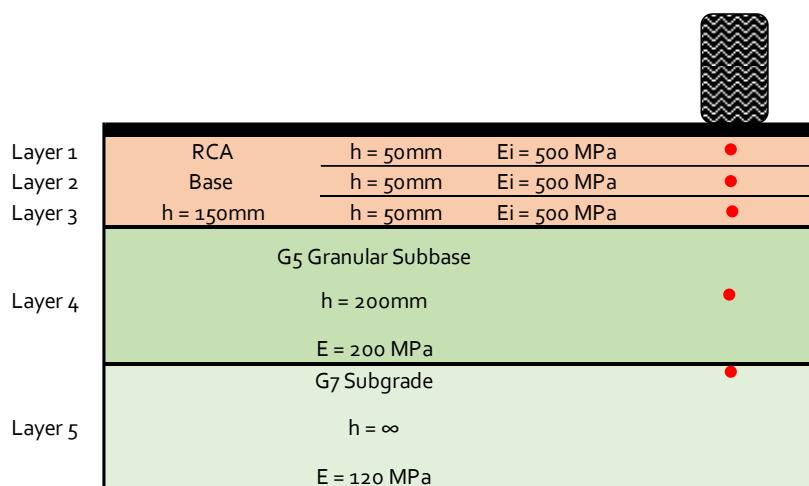 Layer 1 RCA h = 50mm Ei = 500 MPa
Layer 2 Base h = 50mm Ei = 500 MPa
Layer 3 h = 150mm h = 50mm Ei = 500 MPa
G5 Granular Subbase
Layer 4 h = 200mm
E = 200 MPa
G7 Subgrade
Layer 5 h = ∞
E = 120 MPa